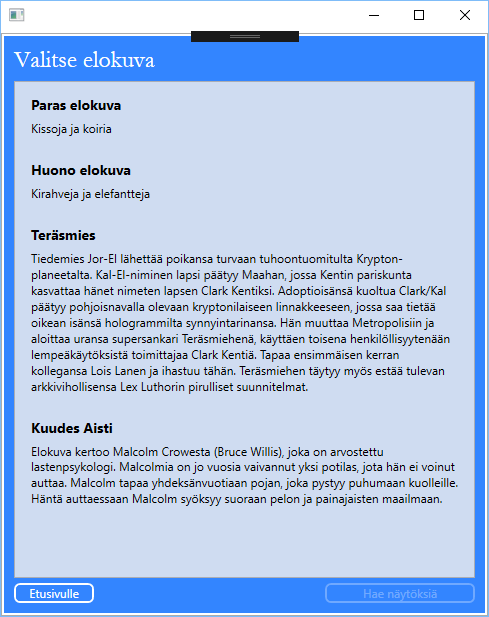 Valitse elokuva
Paras elokuva
Kissoja ja koiria
Huono elokuva
Kirahveja ja elefantteja
Teräsmies
Tiedemies Jor-El lähettää poikansa turvaan tuhoontuomitulta Krypton-
planeetalta. Kal-El-niminen lapsi päätyy Maahan, jossa Kentin pariskunta
kasvattaa hänet nimeten lapsen Clark Kentiksi. Adoptioisänsä kuoltua Clark/Kal
päätyy pohjoisnavalla olevaan kryptonilaiseen linnakkeeseen, jossa saa tietää
oikean isänsä hologrammilta synnyintarinansa. Hän muuttaa Metropolisiin ja
aloittaa uransa supersankari Teräsmiehenä, käyttäen toisena henkilöllisyytenään
lempeäkäytöksistä toimittajaa Clark Kentiä. Tapaa ensimmäisen kerran
kollegansa Lois Lanen ja ihastuu tähän. Teräsmiehen täytyy myös estää tulevan
arkkivihollisensa Lex Luthorin pirulliset suunnitelmat.
Kuudes Aisti
Elokuva kertoo Malcolm Crowesta (Bruce Willis), joka on arvostettu
lastenpsykologi. Malcolmia on jo vuosia vaivannut yksi potilas, jota hän ei voinut
auttaa. Malcolm tapaa yhdeksänvuotiaan pojan, joka pystyy puhumaan kuolleille.
Häntä auttaessaan Malcolm syöksyy suoraan pelon ja painajaisten maailmaan.
Etusivulle
Hae näytöksiä